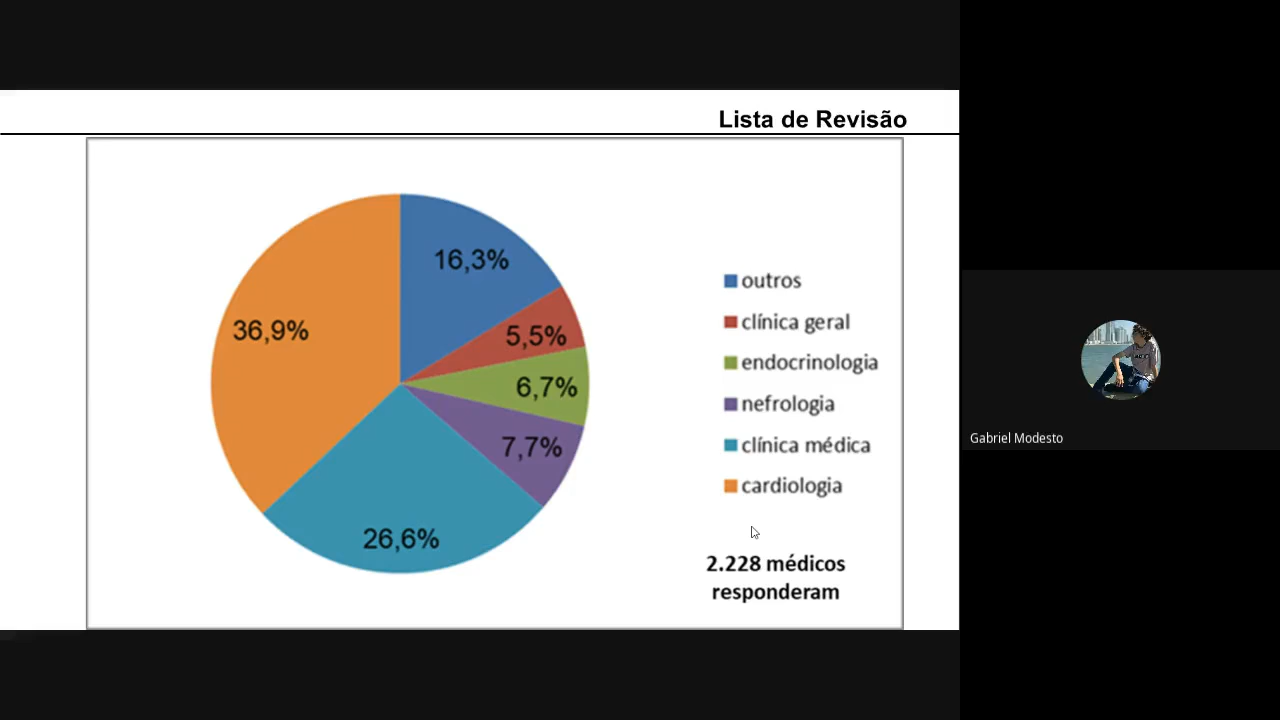 Lista de Revisão
16,3%
5,5%
6,7%
7,7%
26,6%
36,9%
outros
clínica geral
endocrinologia
nefrologia
clínica médica
cardiologia
2.228 médicos
responderam
Gabriel Modesto